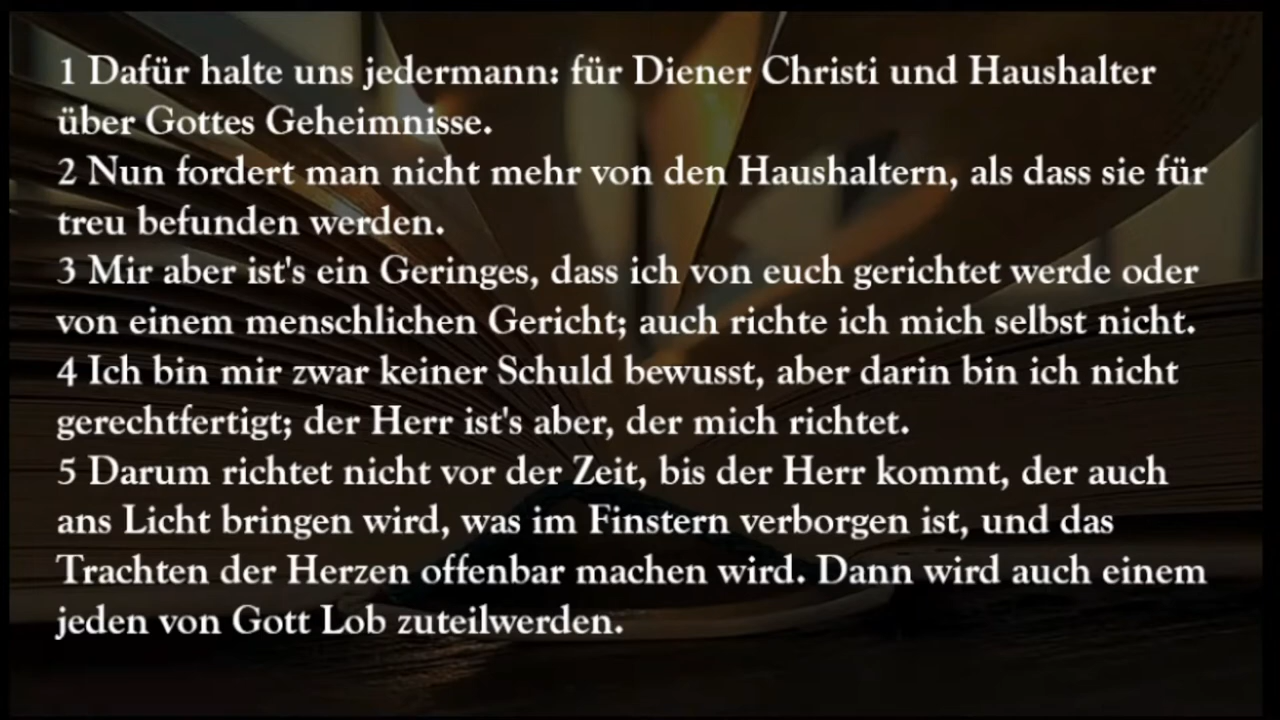 1 Dafür halte uns jedermann: für Diener Christi und Haushalter
über Gottes Geheimnisse.
2 Nun fordert man nicht mehr von den Haushaltern, als dass sie für
treu befunden werden.
3 Mir aber ist's ein Geringes, dass ich von euch gerichtet werde oder
von einem menschlichen Gericht; auch richte ich mich selbst nicht.
4 Ich bin mir zwar keiner Schuld bewusst, aber darin bin ich nicht
gerechtfertigt; der Herr ist's aber, der mich richtet.
5 Darum richtet nicht vor der Zeit, bis der Herr kommt, der auch
ans Licht bringen wird, was im Finstern verborgen ist, und das
Trachten der Herzen offenbar machen wird. Dann wird auch einem
jeden von Gott Lob zuteilwerden.